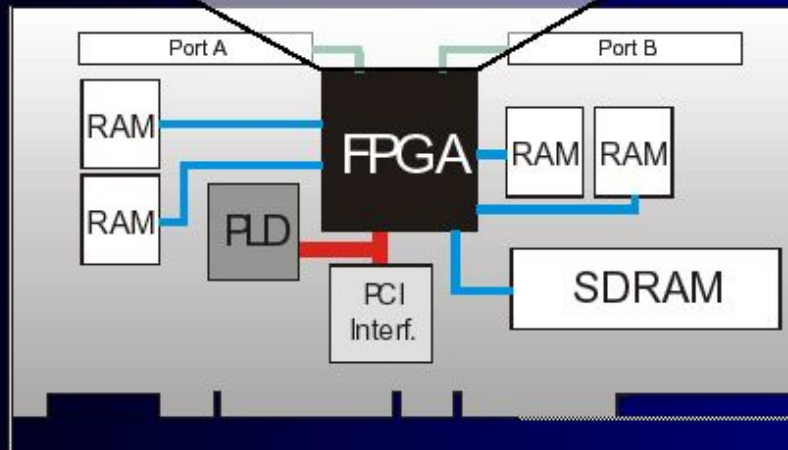 Port A
Port B
RAM
FPGA
RAM
RAM
RAM
PLD
SDRAM
PCI
Interf.